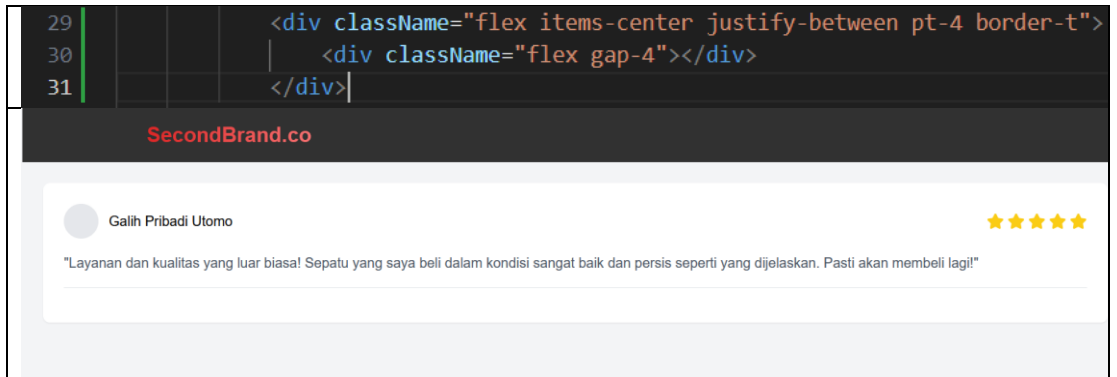 29 <div className="flex items-center justify-between pt-4 border-t">
30 <div className="flex gap-4"></div>
31 </div>
SecondBrand.co
Galih Pribadi Utomo
"Layanan dan kualitas yang luar biasa! Sepatu yang saya beli dalam kondisi sangat baik dan persis seperti yang dijelaskan. Pasti akan membeli lagi!"